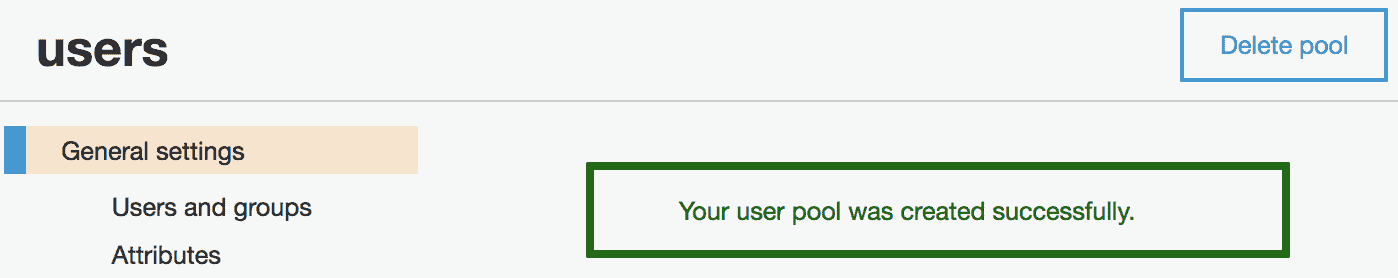 users
Delete pool
General settings
Users and groups
Attributes
Your user pool was created successfully.